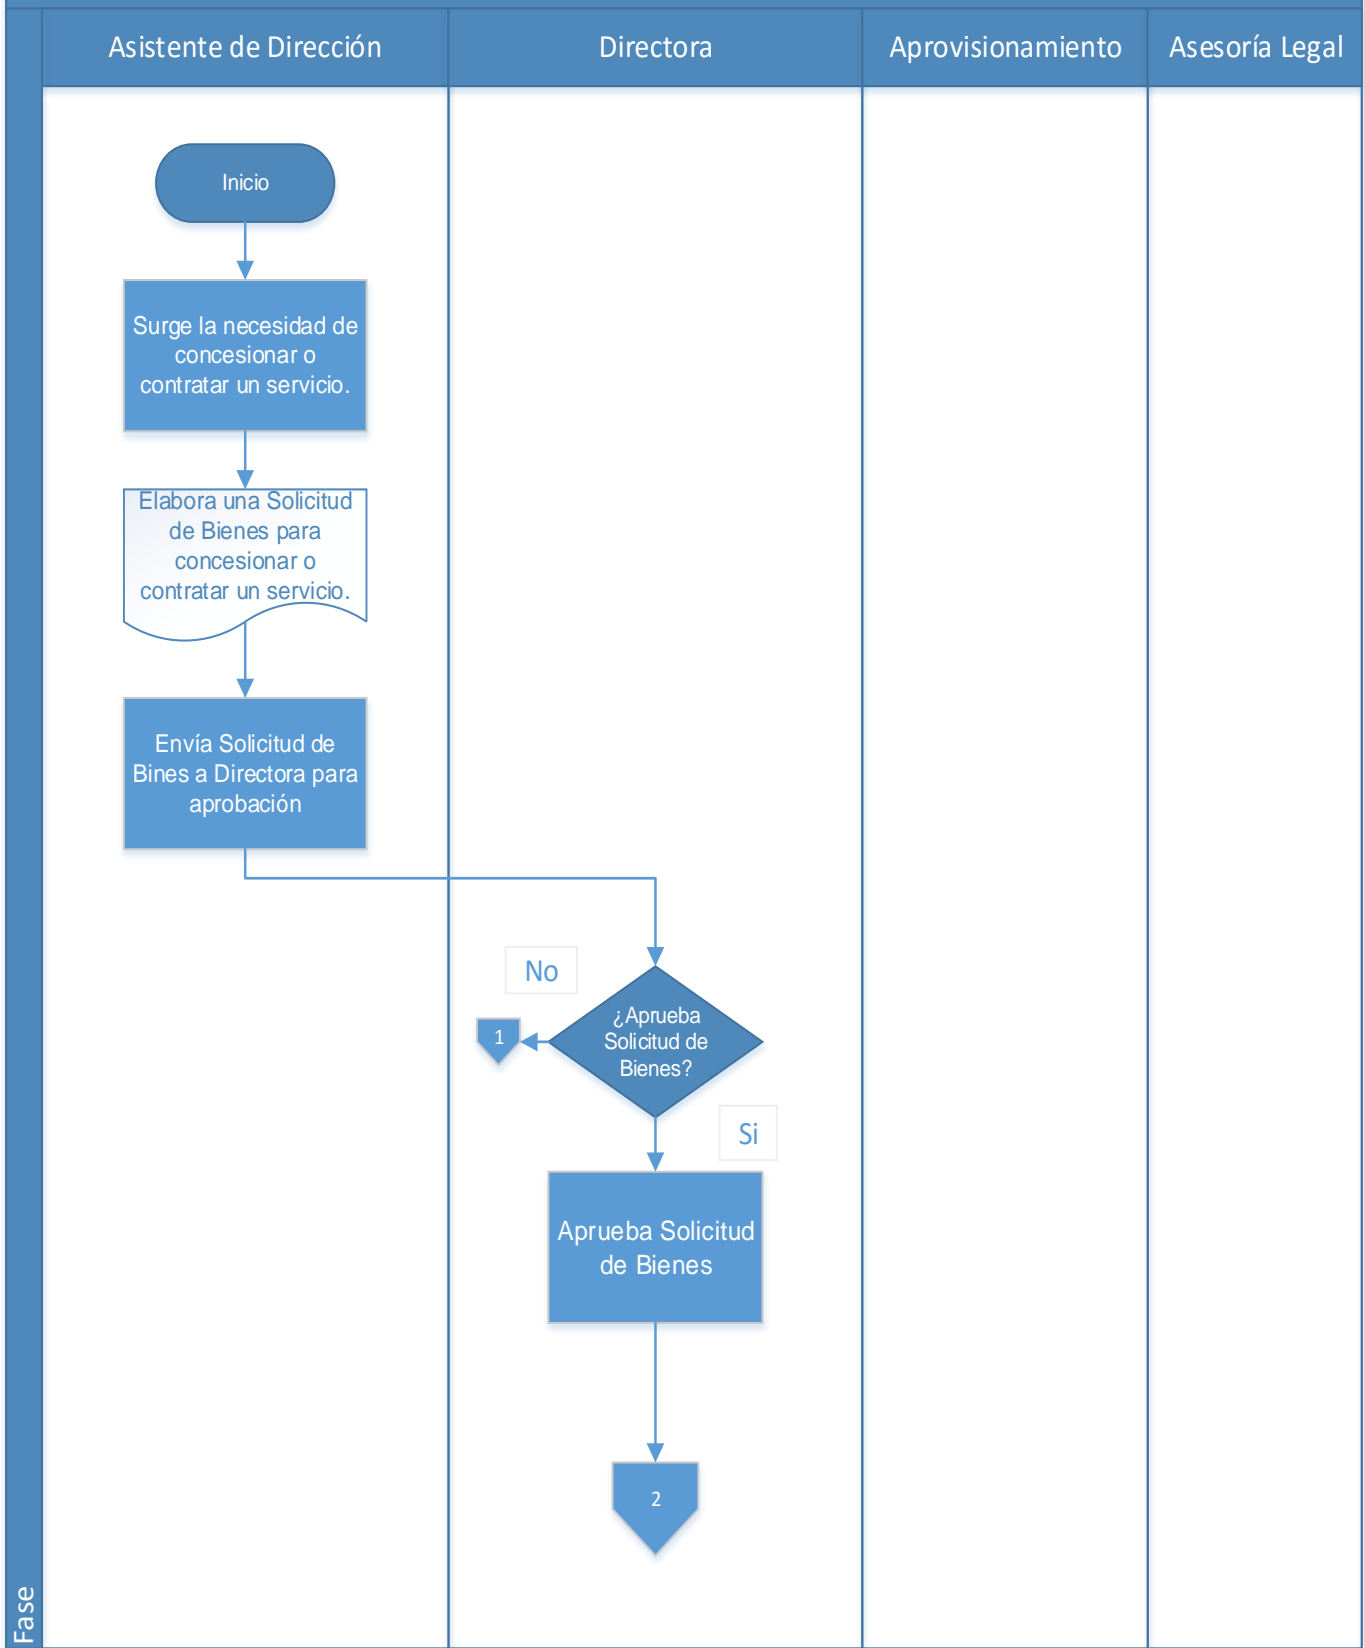 Asistente de Dirección
Directora
Aprovisionamiento
Asesoría Legal
Inicio
Surge la necesidad de
concesionar o
contratar un servicio.
Elabora una Solicitud
de Bienes para
concesionar o
contratar un servicio.
Envía Solicitud de
Bines a Directora para
aprobación
No
¿Aprueba
Solicitud de
Bienes?
1
Si
Aprueba Solicitud
de Bienes
2
Fase